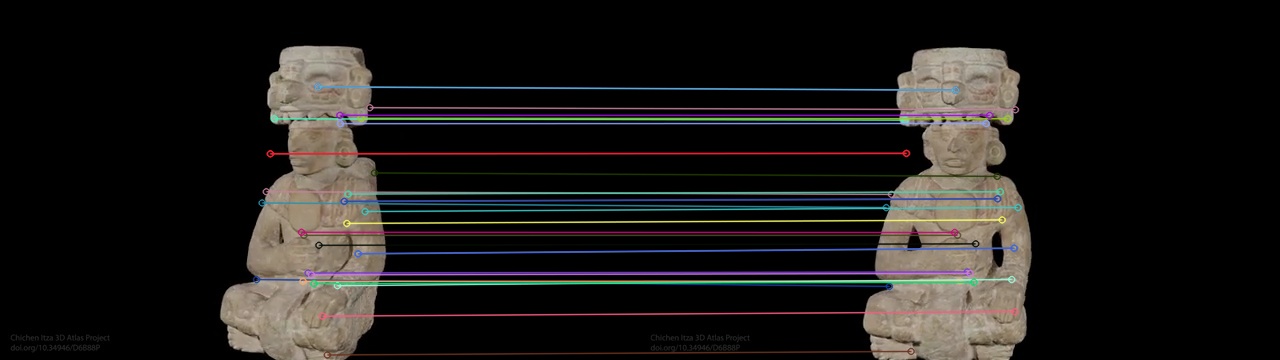 Chichen Itza 3D Atlas Project
doi.org/10.34946/D6B88P
Chichen Itza 3D Atlas Project
doi.org/10.34946/D6B88P